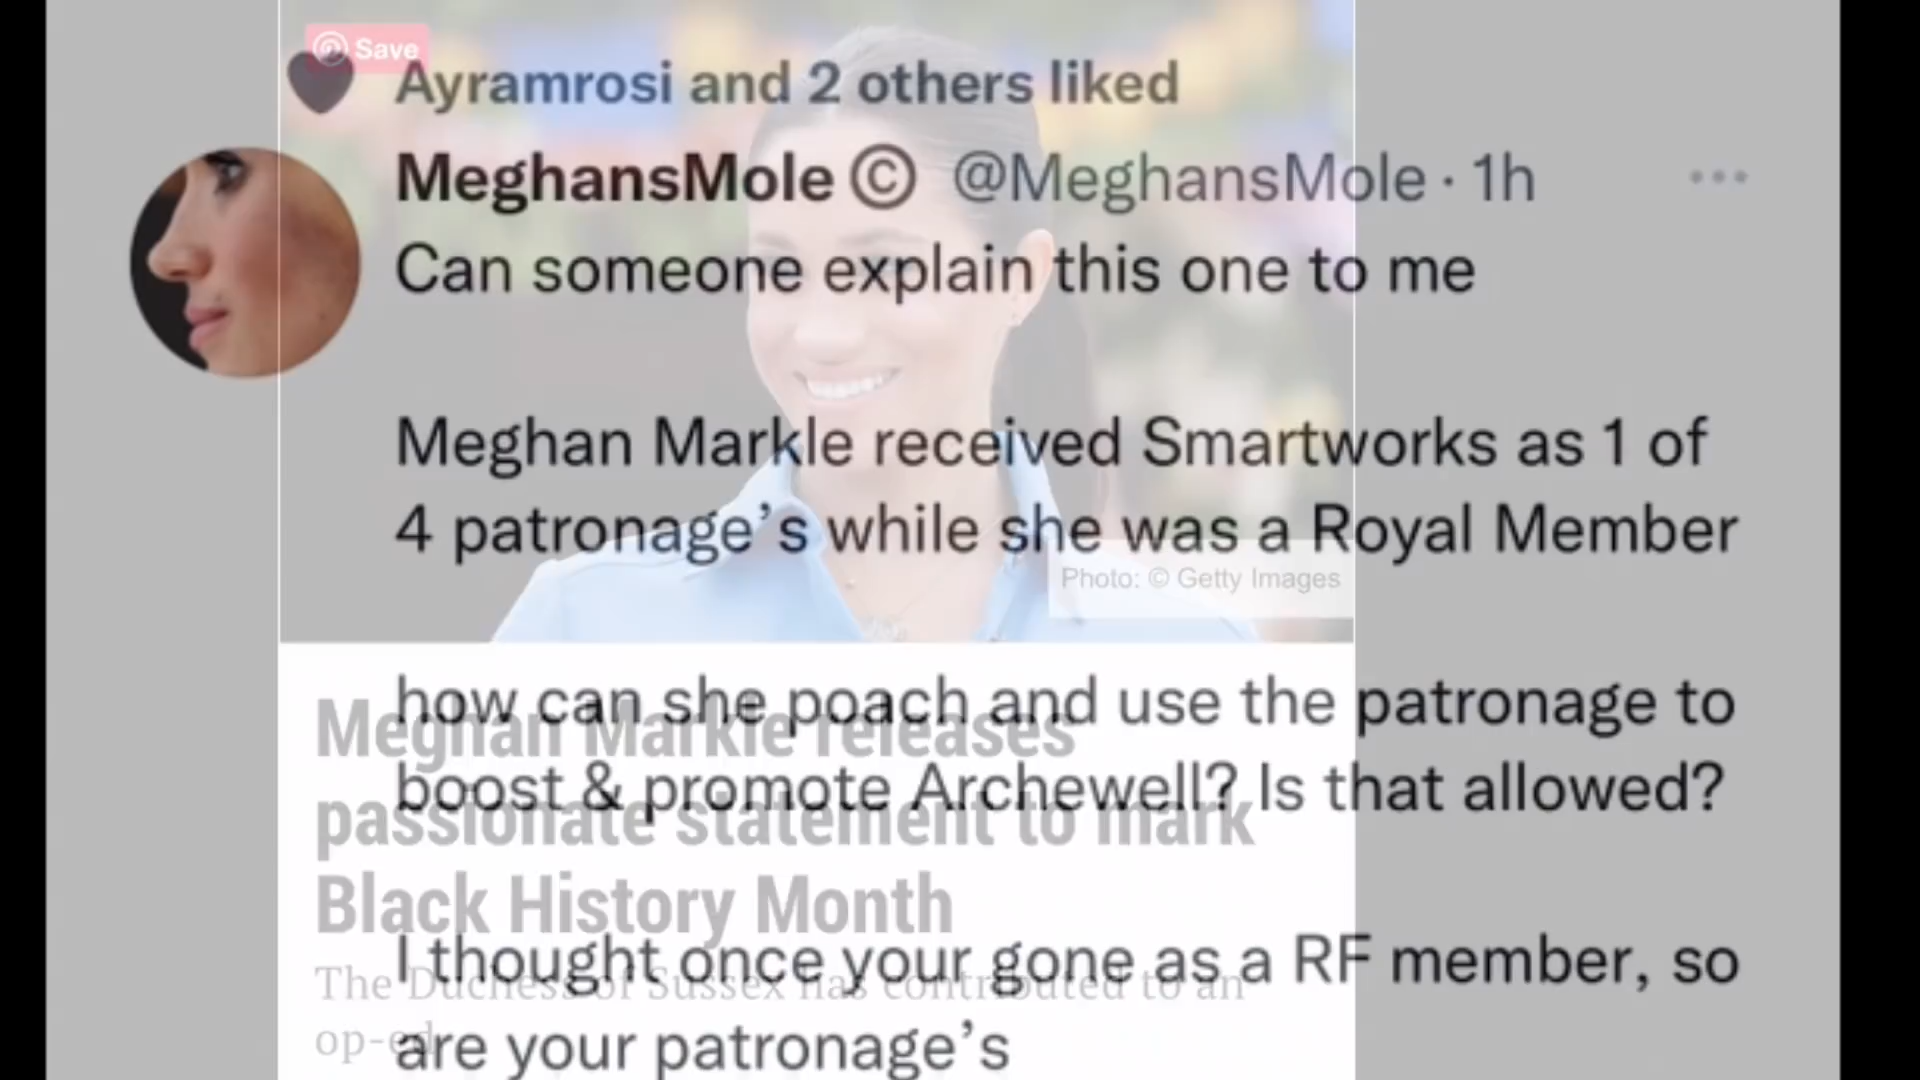 Save
Ayramrosi and 2 others liked
MeghansMole © @MeghansMole · 1h
Can someone explain this one to me
Meghan Markle received Smartworks as 1 of
4 patronage’s while she was a Royal Member
Photo: © Getty Images
how can she poach and use the patronage to
boost & promote Archewell? Is that allowed?
I thought once your gone as a RF member, so
are your patronage’s
Meghan Markle releases
passionate statement to mark
Black History Month
The Duchess of Sussex has contributed to an
op-ed